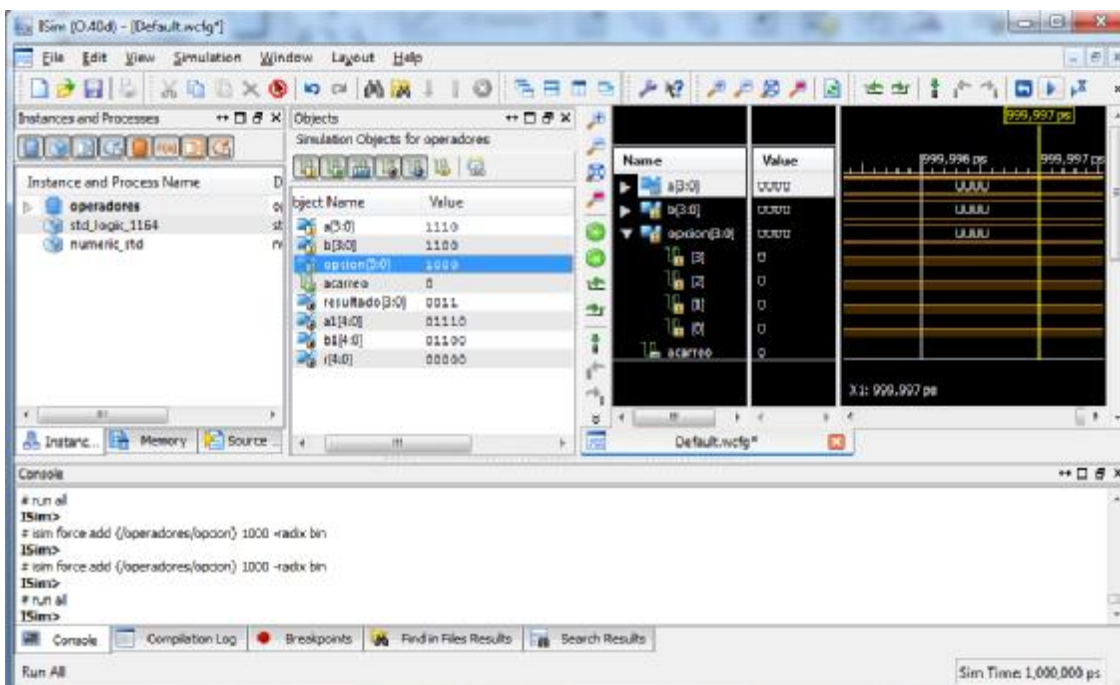 ISim (O.40d) - [Default.wcfg*]
File Edit View Simulation Window Layout Help
Instances and Processes
Instance and Process Name D
operadores
std_logic_1164 st
numeric_std
Instanc... Memory Source ...
Objects
Simulation Objects for operadores
bject Name Value
a[3:0] 1110
b[3:0] 1100
opcion[3:0] 1000
acarreo 0
resultado[3:0] 0011
a1[4:0] 01110
b1[4:0] 01100
r[4:0] 00000
999,997 ps
Name Value 999,996 ps 999,997 ps
a[3:0] UUUU UUUU
b[3:0] UUUU UUUU
opcion[3:0] UUUU UUUU
[3] U
[2] U
[1] U
[0] U
acarreo
X1: 999,997 ps
Default.wcfg*
Console
# run all
ISim>
# isim force add {/operadores/opcion} 1000 -radix bin
ISim>
# isim force add {/operadores/opcion} 1000 -radix bin
ISim>
# run all
ISim>
Console Compilation Log Breakpoints Find in Files Results Search Results
Run All Sim Time: 1,000,000 ps